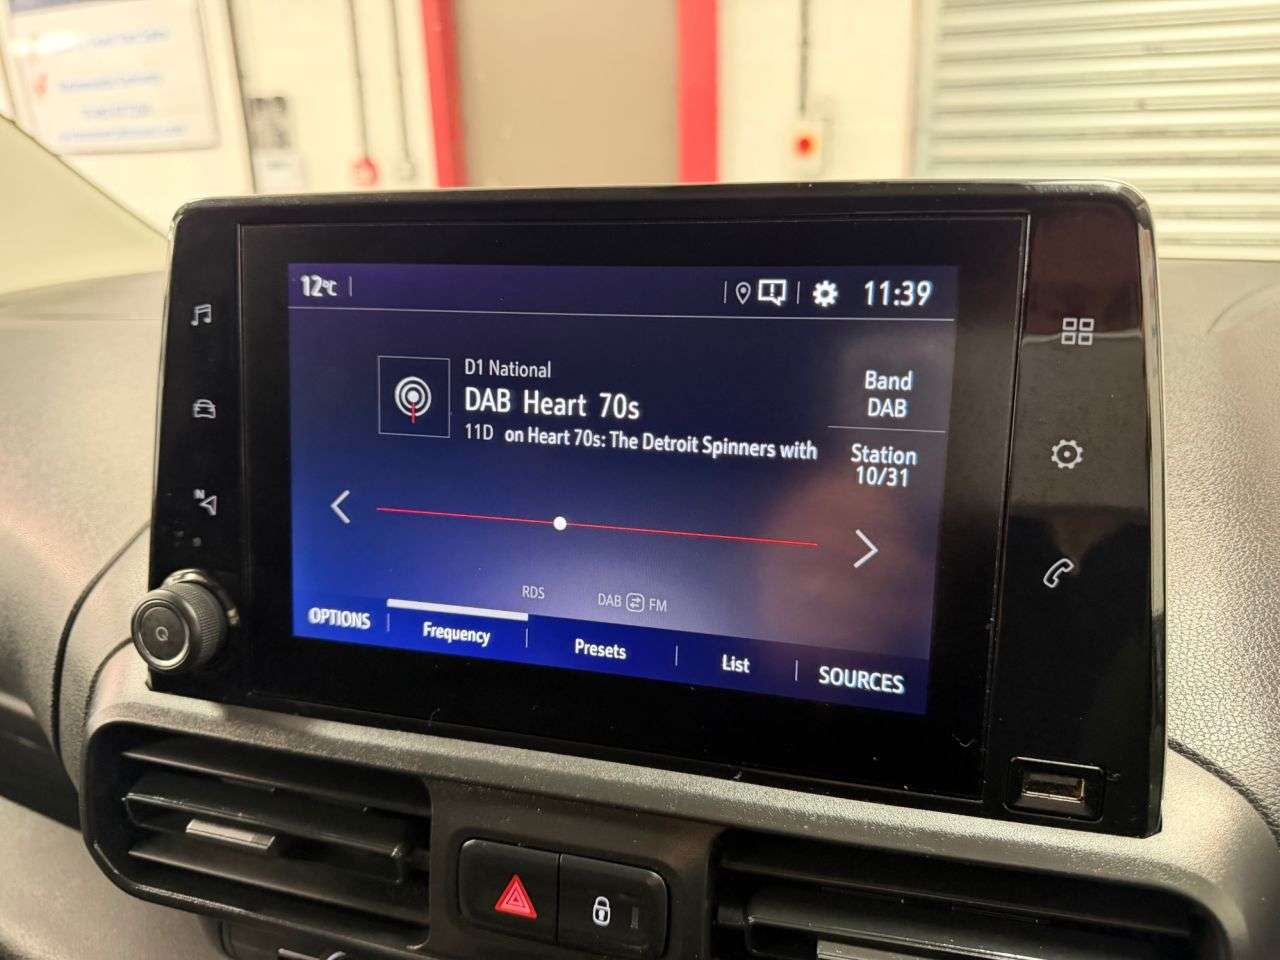 12°C
11:39
D1 National
DAB Heart 70s
11D on Heart 70s: The Detroit Spinners with
Band
DAB
Station
10/31
N
RDS
DAB FM
OPTIONS
Frequency
Presets
List
SOURCES